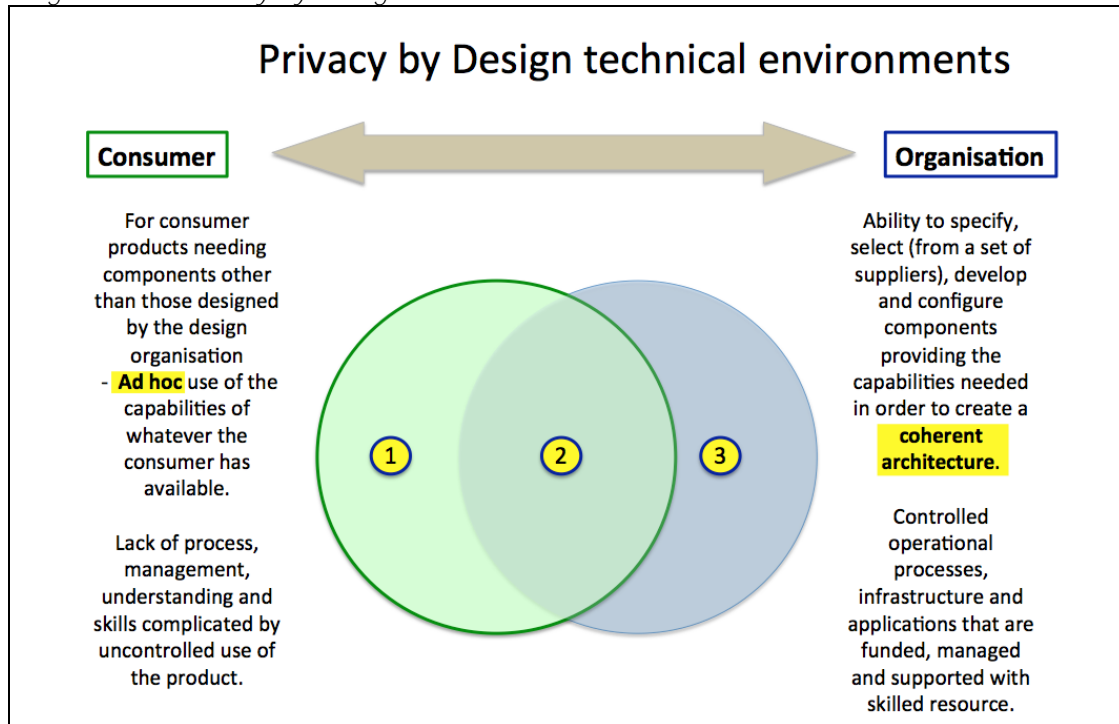 Privacy by Design technical environments
Consumer
Organisation
For consumer
products needing
components other
than those designed
by the design
organisation
- Ad hoc use of the
capabilities of
whatever the
consumer has
available.
Lack of process,
management,
understanding and
skills complicated by
uncontrolled use of
the product.
1
2
3
Ability to specify,
select (from a set of
suppliers), develop
and configure
components
providing the
capabilities needed
in order to create a
coherent
architecture.
Controlled
operational
processes,
infrastructure and
applications that are
funded, managed
and supported with
skilled resource.